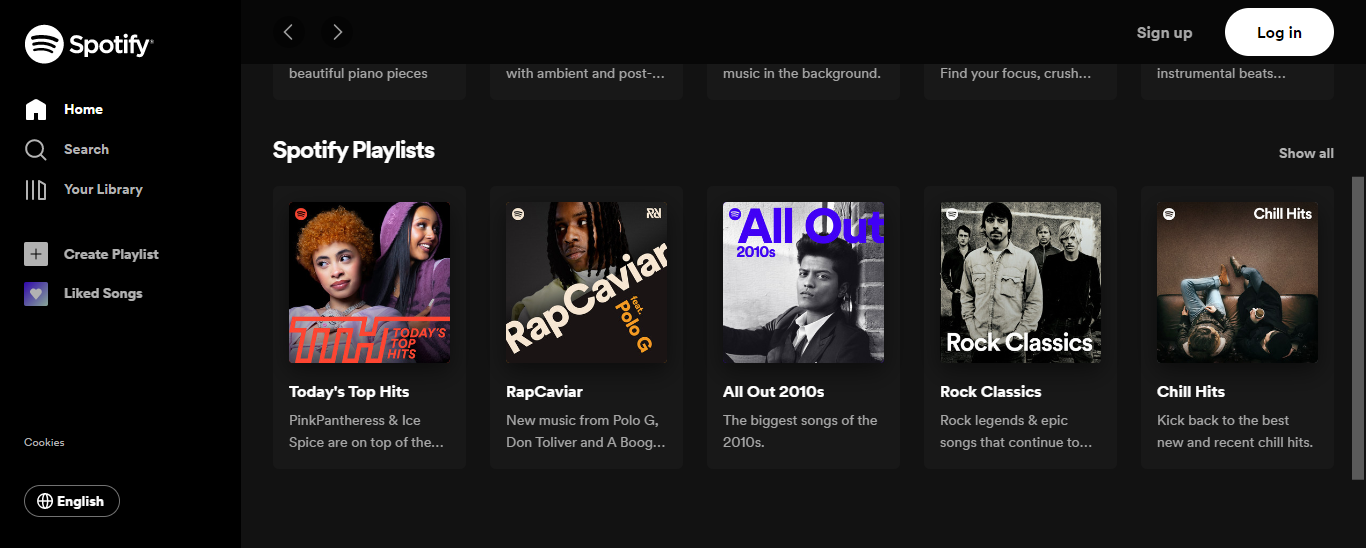 Spotify
Home
Search
Your Library
Create Playlist
Liked Songs
Cookies
English
Sign up
Log in
beautiful piano pieces
with ambient and post-...
music in the background.
Find your focus, crush...
instrumental beats...
Spotify Playlists
Show all
TTH TODAY'S
TOP
HITS
Today's Top Hits
PinkPantheress & Ice
Spice are on top of the...
RapCaviar
feat.
Polo G
RapCaviar
New music from Polo G,
Don Toliver and A Boog...
All Out
2010s
All Out 2010s
The biggest songs of the
2010s.
Rock Classics
Rock Classics
Rock legends & epic
songs that continue to...
Chill Hits
Chill Hits
Kick back to the best
new and recent chill hits.